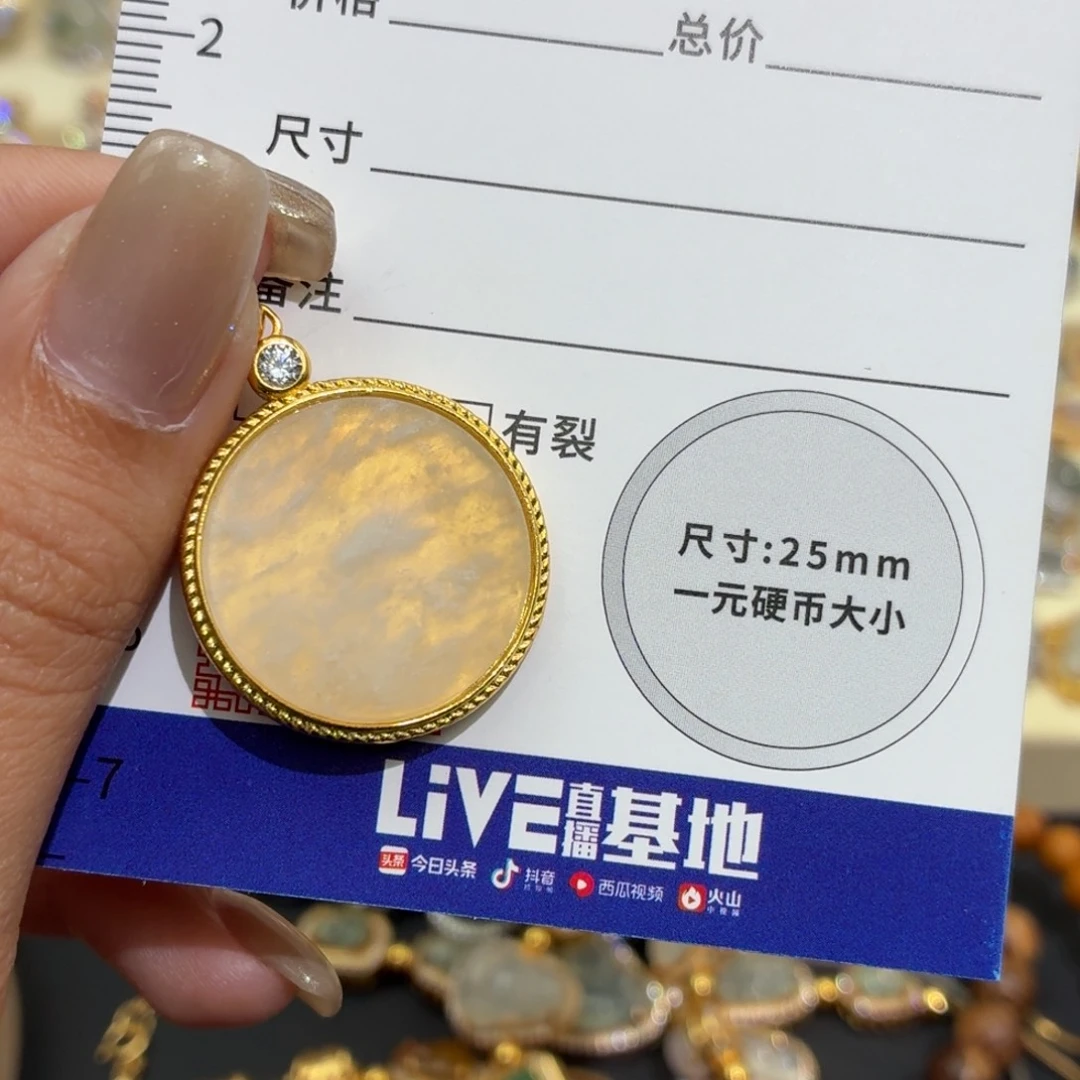 2
价格
总价
尺寸
备注
有裂
尺寸:25mm
一元硬币大小
7
LiVE直播基地
今日头条 抖音 西瓜视频 火山
头条